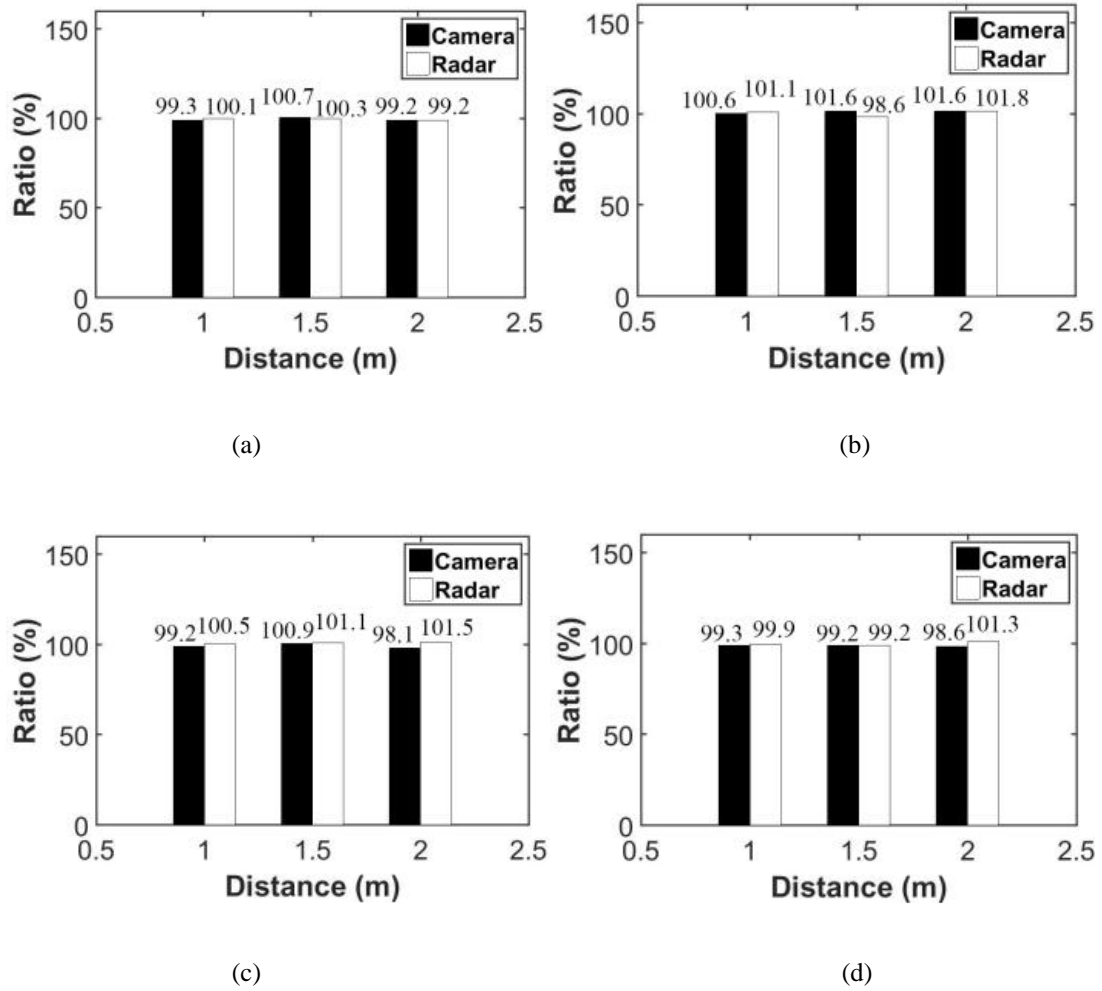 150
100
50
0
Ratio (%)
Camera
Radar
99.3 100.1 100.7 100.3 99.2 99.2
0.5 1 1.5 2 2.5
Distance (m)
(a)
150
100
50
0
Ratio (%)
Camera
Radar
100.6 101.1 101.6 98.6 101.6 101.8
0.5 1 1.5 2 2.5
Distance (m)
(b)
150
100
50
0
Ratio (%)
Camera
Radar
99.2 100.5 100.9 101.1 98.1 101.5
0.5 1 1.5 2 2.5
Distance (m)
(c)
150
100
50
0
Ratio (%)
Camera
Radar
99.3 99.9 99.2 99.2 98.6 101.3
0.5 1 1.5 2 2.5
Distance (m)
(d)